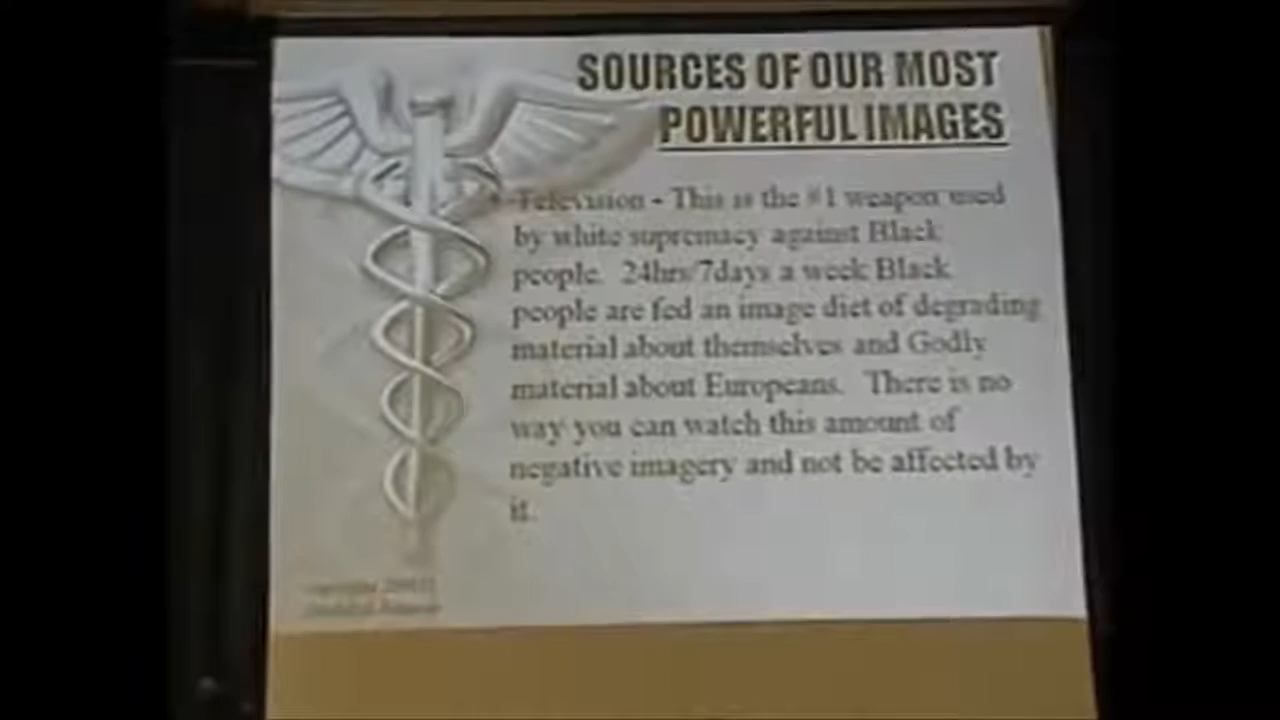 SOURCES OF OUR MOST
POWERFUL IMAGES
Television - This is the #1 weapon used
by white supremacy against Black
people. 24hrs/7days a week Black
people are fed an image diet of degrading
material about themselves and Godly
material about Europeans. There is no
way you can watch this amount of
negative imagery and not be affected by
it.